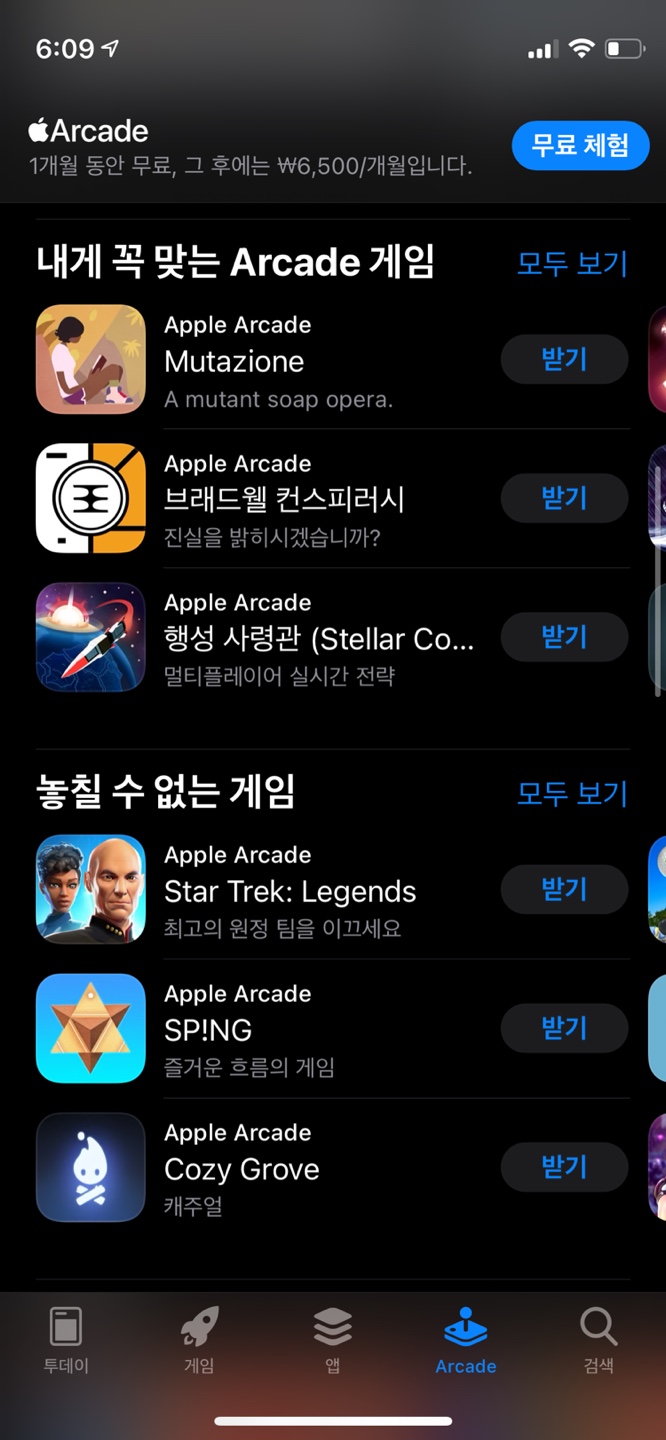 6:09
Arcade
1개월 동안 무료, 그 후에는 ₩6,500/개월입니다.
무료 체험
내게 꼭 맞는 Arcade 게임
모두 보기
Apple Arcade
Mutazione
A mutant soap opera.
받기
Apple Arcade
브래드웰 컨스피러시
진실을 밝히시겠습니까?
받기
Apple Arcade
행성 사령관 (Stellar Co...
멀티플레이어 실시간 전략
받기
놓칠 수 없는 게임
모두 보기
Apple Arcade
Star Trek: Legends
최고의 원정 팀을 이끄세요
받기
Apple Arcade
SP!NG
즐거운 흐름의 게임
받기
Apple Arcade
Cozy Grove
캐주얼
받기
투데이
게임
앱
Arcade
검색